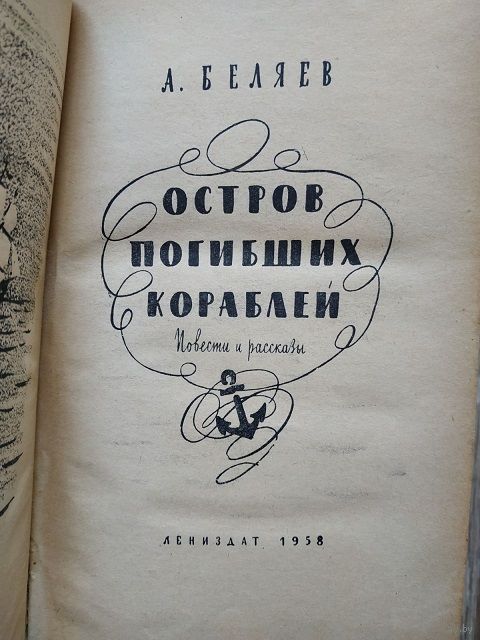 А. БЕЛЯЕВ
ОСТРОВ
ПОГИБШИХ
КОРАБЛЕЙ
Повести и рассказы
ЛЕНИЗДАТ 1958